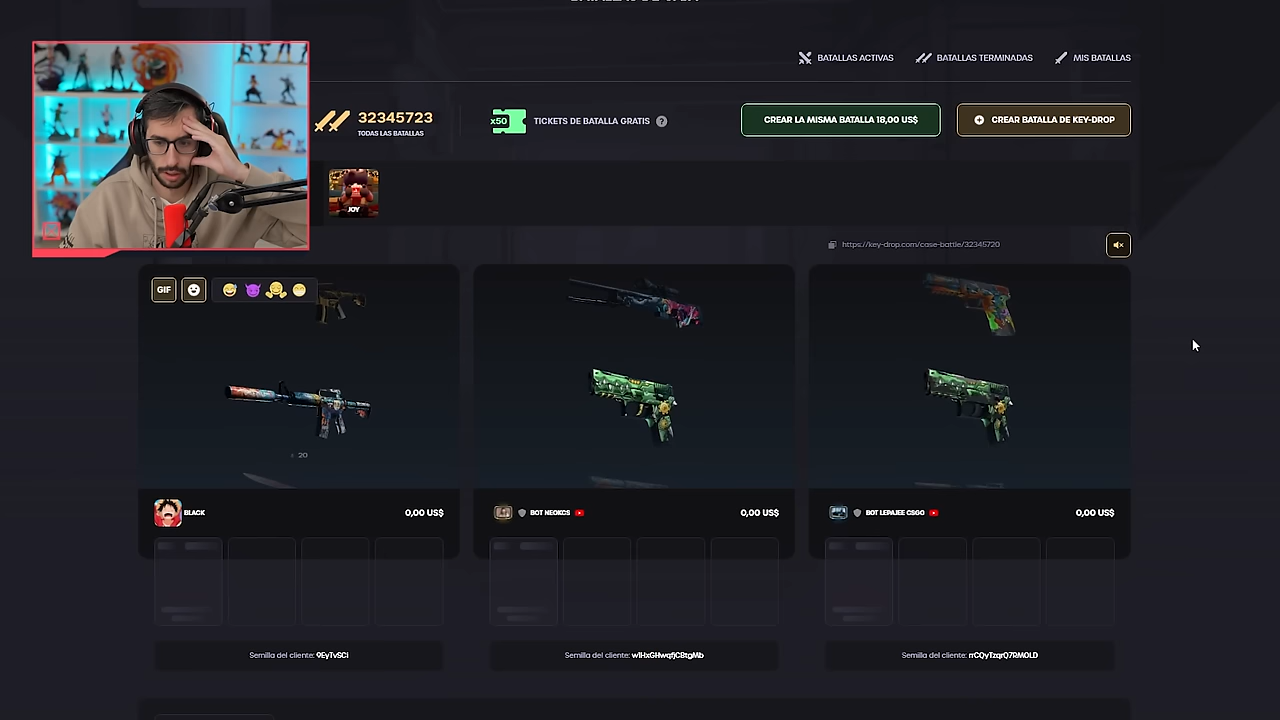 BATALLAS ACTIVAS
BATALLAS TERMINADAS
MIS BATALLAS
32345723
TODAS LAS BATALLAS
x50
TICKETS DE BATALLA GRATIS
?
CREAR LA MISMA BATALLA 18,00 US$
CREAR BATALLA DE KEY-DROP
JOY
https://key-drop.com/case-battle/32345720
GIF
20
BLACK
0,00 US$
BOT NEOKCS
0,00 US$
BOT LEPAJEE CSGO
0,00 US$
Semilla del cliente: 9EyTvSCi
Semilla del cliente: w1HxGHwqfjCBtgMb
Semilla del cliente: rrCQyTzqrQ7RMOLD